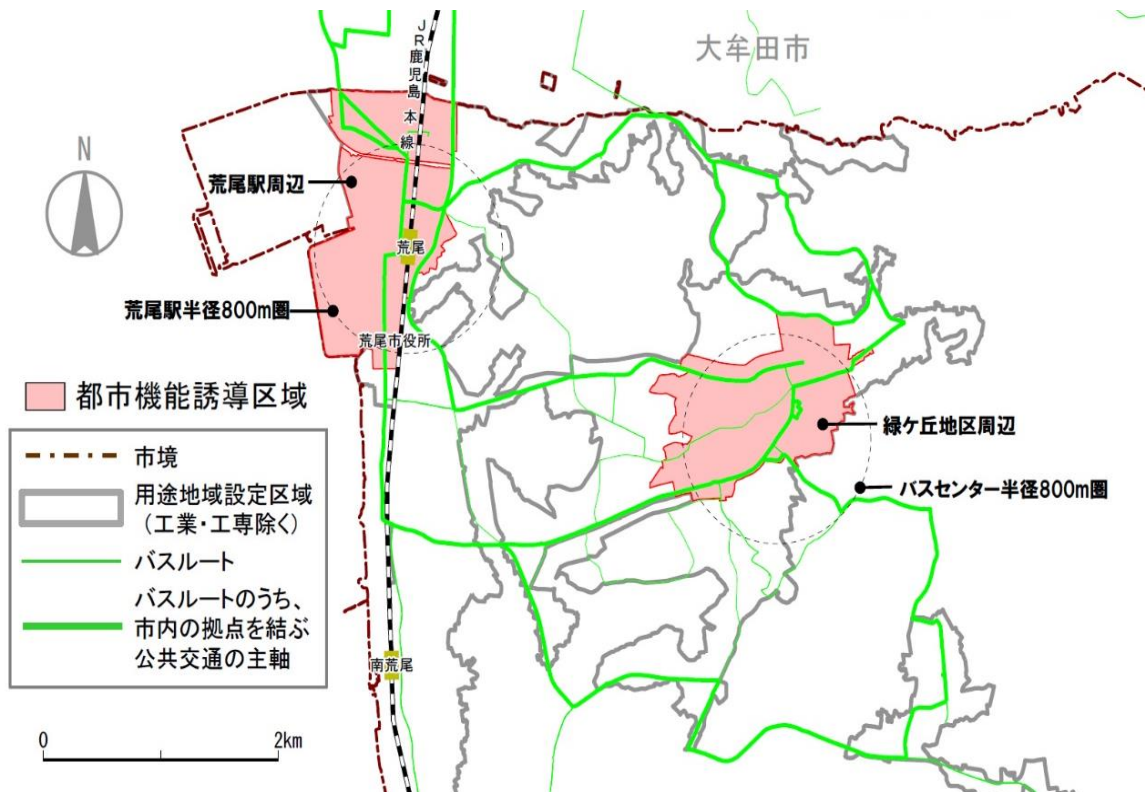 大牟田市
JR鹿児島本線
N
荒尾駅周辺
荒尾
荒尾駅半径800m圏
荒尾市役所
都市機能誘導区域
緑ケ丘地区周辺
バスセンター半径800m圏
市境
用途地域設定区域
（工業・工専除く）
バスルート
バスルートのうち、
市内の拠点を結ぶ
公共交通の主軸
南荒尾
0 2km